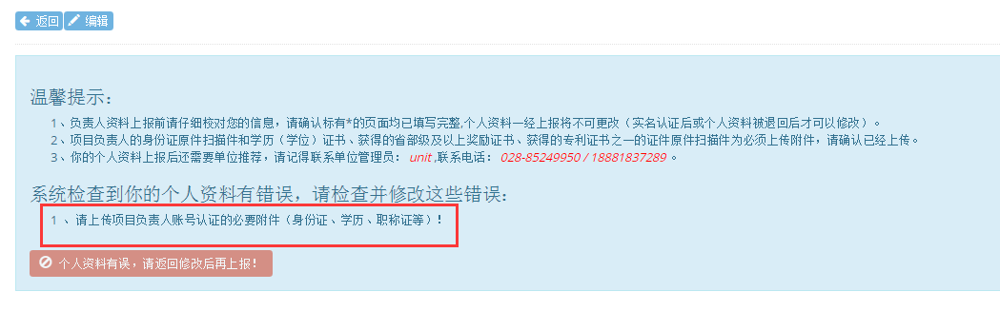 返回 编辑
温馨提示：
1、负责人资料上报前请仔细校对您的信息，请确认标有*的页面均已填写完整,个人资料一经上报将不可更改（实名认证后或个人资料被退回后才可以修改）。
2、项目负责人的身份证原件扫描件和学历（学位）证书、获得的省部级及以上奖励证书、获得的专利证书之一的证件原件扫描件为必须上传附件，请确认已经上传。
3、你的个人资料上报后还需要单位推荐，请记得联系单位管理员： unit ,联系电话： 028-85249950 / 18881837289 。
系统检查到你的个人资料有错误，请检查并修改这些错误：
1 、请上传项目负责人账号认证的必要附件（身份证、学历、职称证等）！
个人资料有误，请返回修改后再上报！